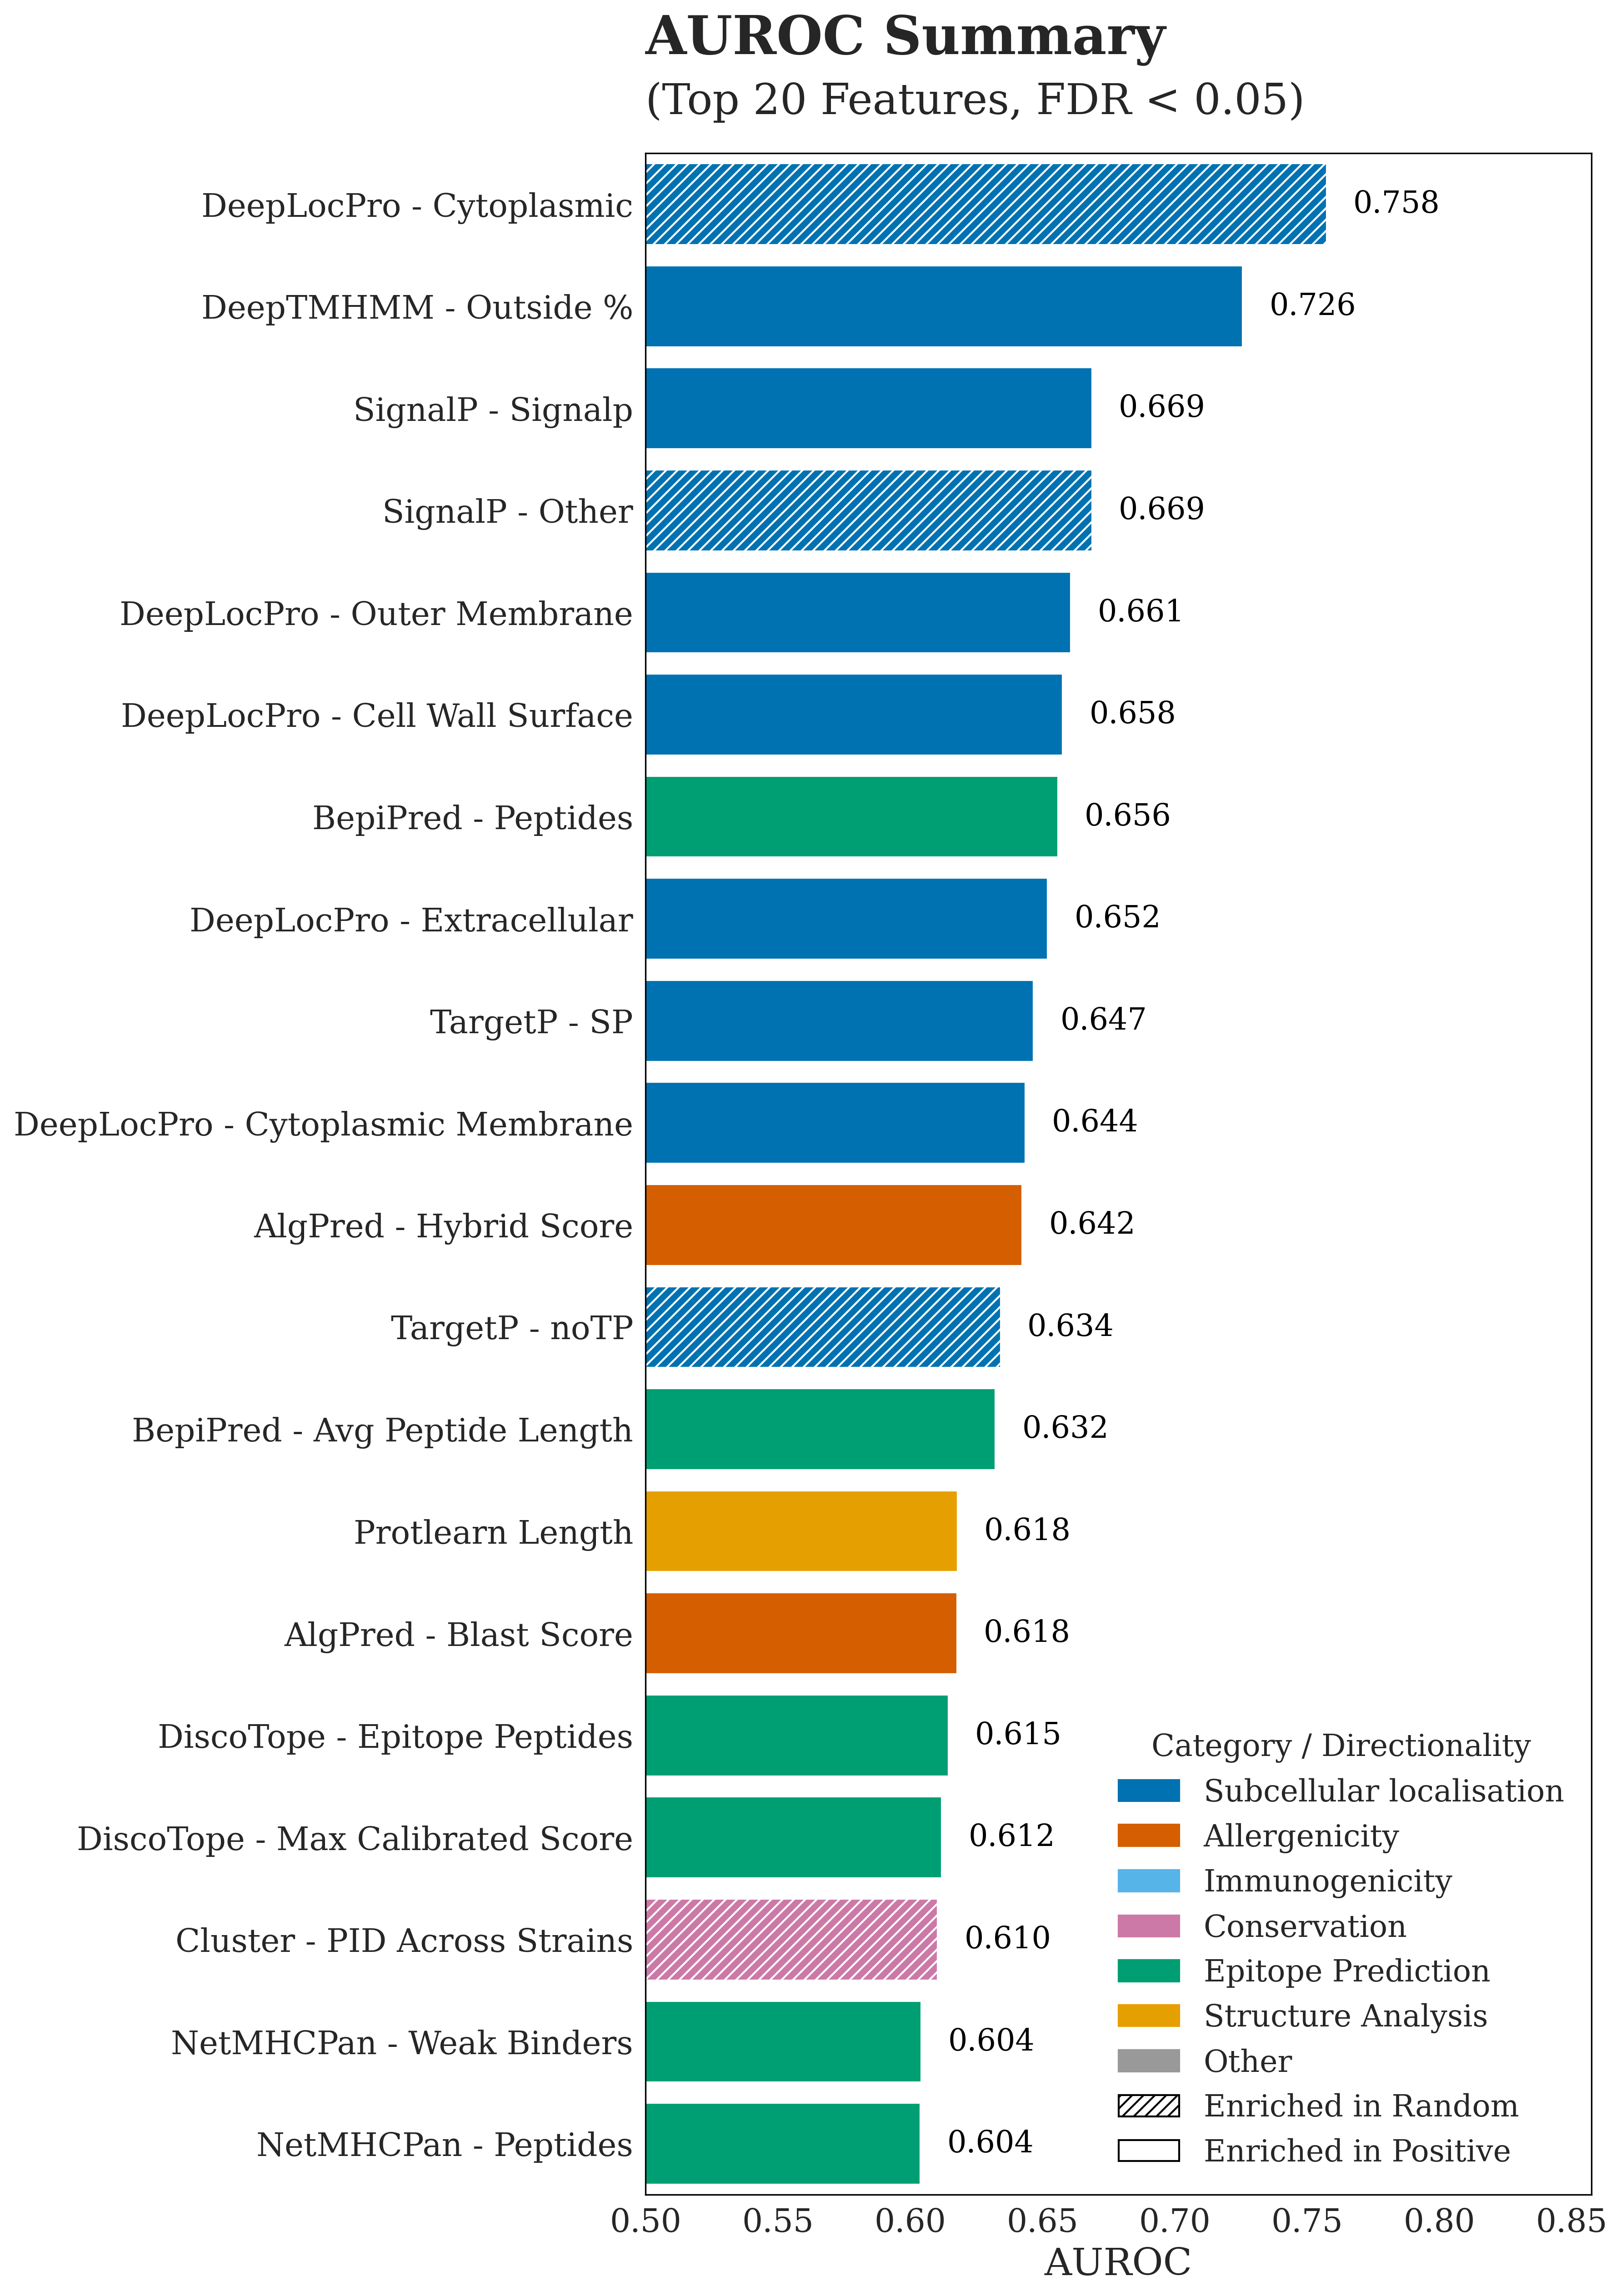 AUROC Summary
(Top 20 Features, FDR < 0.05)
DeepLocPro - Cytoplasmic 0.758
DeepTMHMM - Outside % 0.726
SignalP - Signalp 0.669
SignalP - Other 0.669
DeepLocPro - Outer Membrane 0.661
DeepLocPro - Cell Wall Surface 0.658
BepiPred - Peptides 0.656
DeepLocPro - Extracellular 0.652
TargetP - SP 0.647
DeepLocPro - Cytoplasmic Membrane 0.644
AlgPred - Hybrid Score 0.642
TargetP - noTP 0.634
BepiPred - Avg Peptide Length 0.632
Protlearn Length 0.618
AlgPred - Blast Score 0.618
DiscoTope - Epitope Peptides 0.615
DiscoTope - Max Calibrated Score 0.612
Cluster - PID Across Strains 0.610
NetMHCPan - Weak Binders 0.604
NetMHCPan - Peptides 0.604
Category / Directionality
Subcellular localisation
Allergenicity
Immunogenicity
Conservation
Epitope Prediction
Structure Analysis
Other
Enriched in Random
Enriched in Positive
0.50 0.55 0.60 0.65 0.70 0.75 0.80 0.85
AUROC